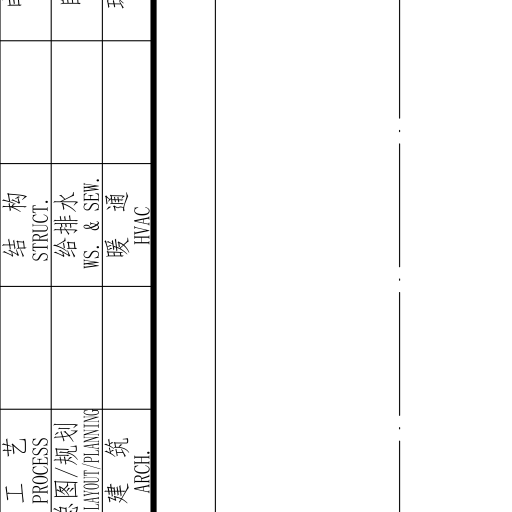 工 艺
PROCESS
总图/规划
LAYOUT/PLANNING
建 筑
ARCH.
结 构
STRUCT.
给排水
WS. & SEW.
暖 通
HVAC